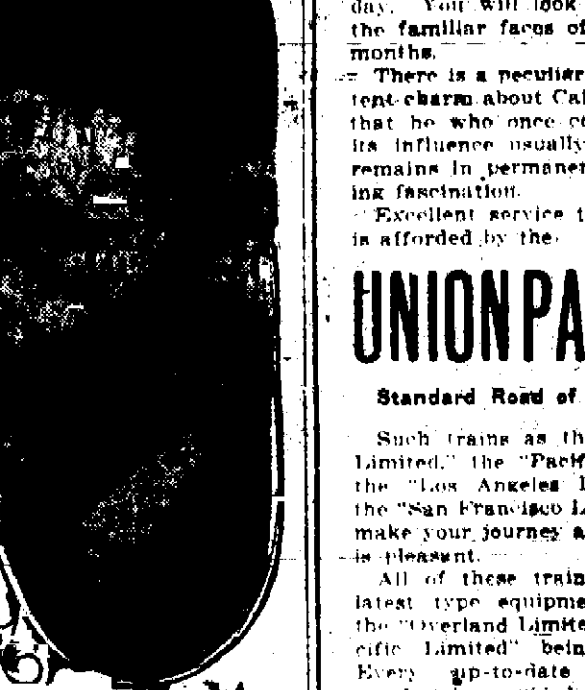 day. You will look
the familiar faces of
months.
There is a peculiar
tent charm about Cal
that he who once co
its influence usually
remains in permanen
ing fascination.
Excellent service t
is afforded by the
UNION PA
Standard Road of
Such trains as th
Limited," the "Pacif
the "Los Angeles L
the "San Francisco L
make your journey a
is pleasant.
All of these train
latest type equipme
the "Overland Limite
cific Limited" bein
Every up-to-date